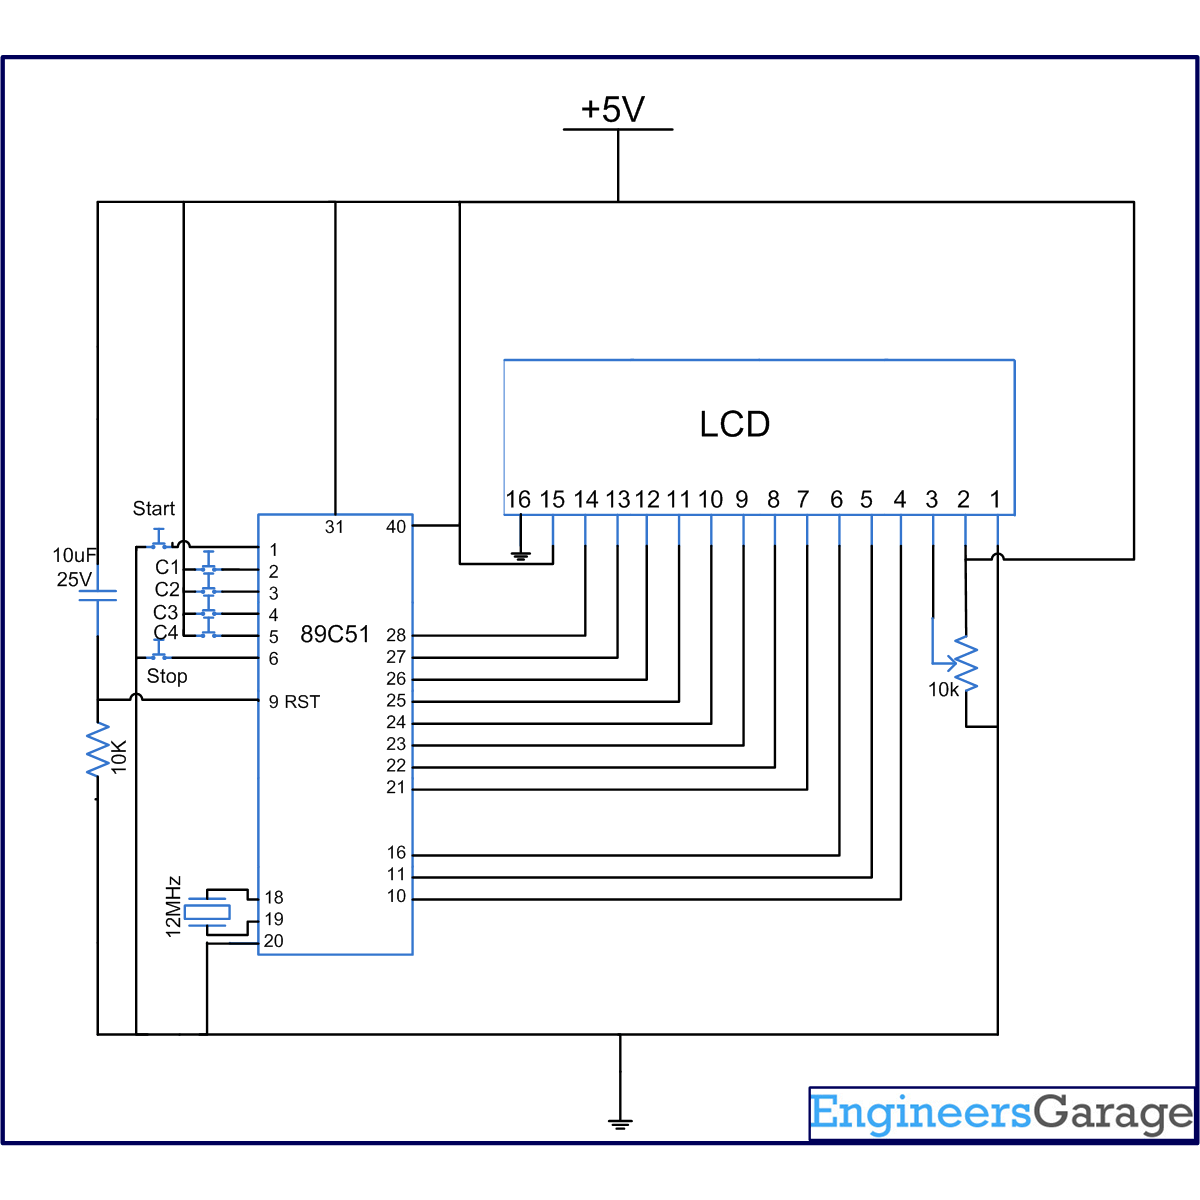 +5V
LCD
16 15 14 13 12 11 10 9 8 7 6 5 4 3 2 1
Start
31 40
10uF
25V
1
C1 2
C2 3
C3 4
C4 5
89C51
28
6 27
Stop
26
10k
25
9 RST
24
10K
23
22
21
16
11
12MHz
18 10
19
20
EngineersGarage